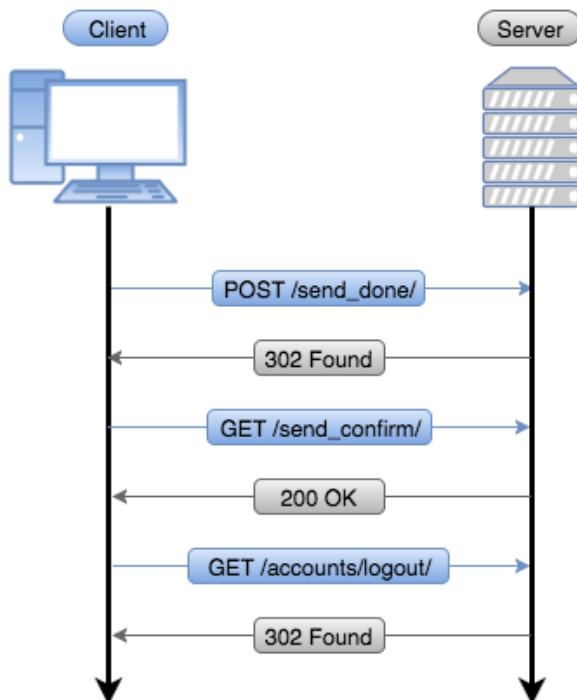 Client
Server
POST /send_done/
302 Found
GET /send_confirm/
200 OK
GET /accounts/logout/
302 Found